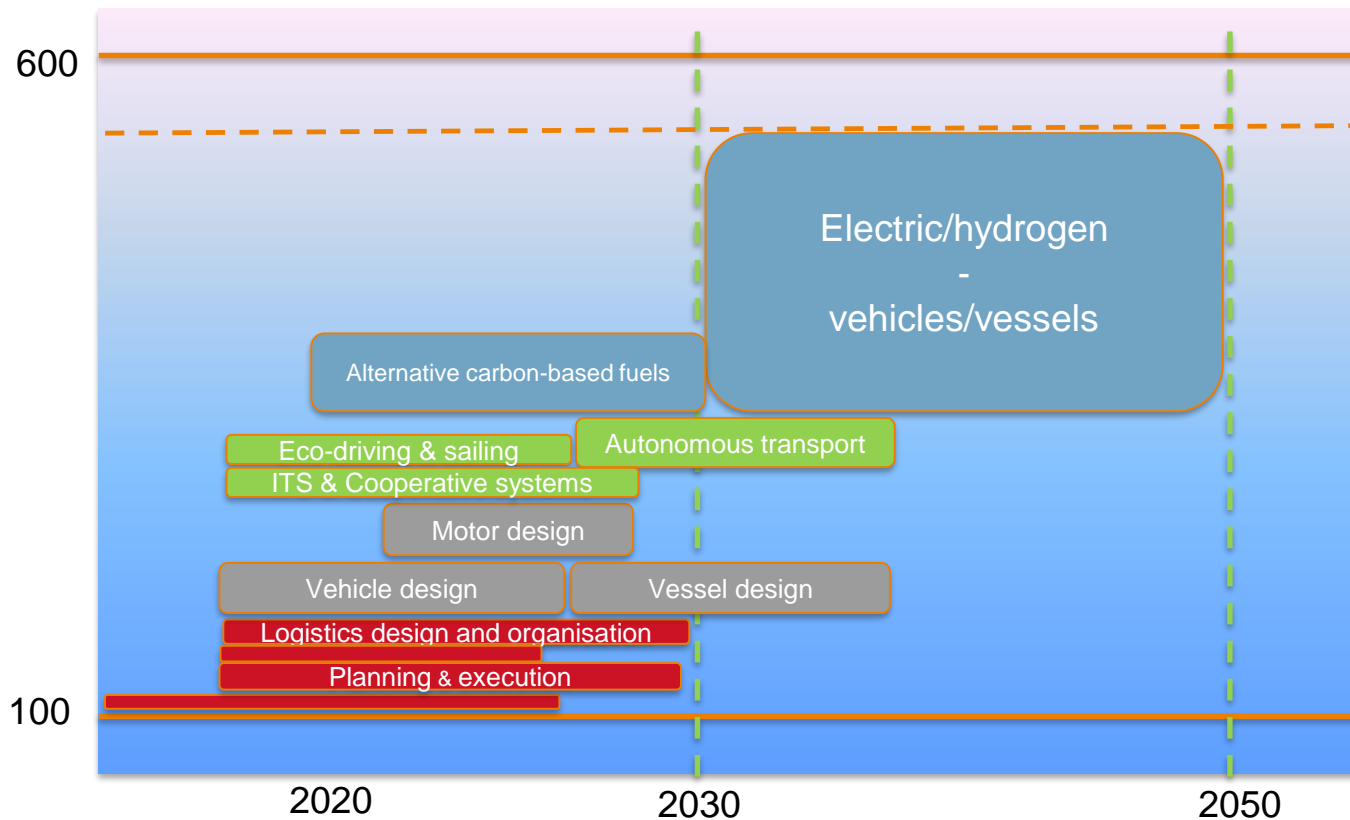 600
Electric/hydrogen
-
vehicles/vessels
Alternative carbon-based fuels
Autonomous transport
Eco-driving & sailing
ITS & Cooperative systems
Motor design
Vehicle design
Vessel design
Logistics design and organisation
Planning & execution
100
2020
2030
2050